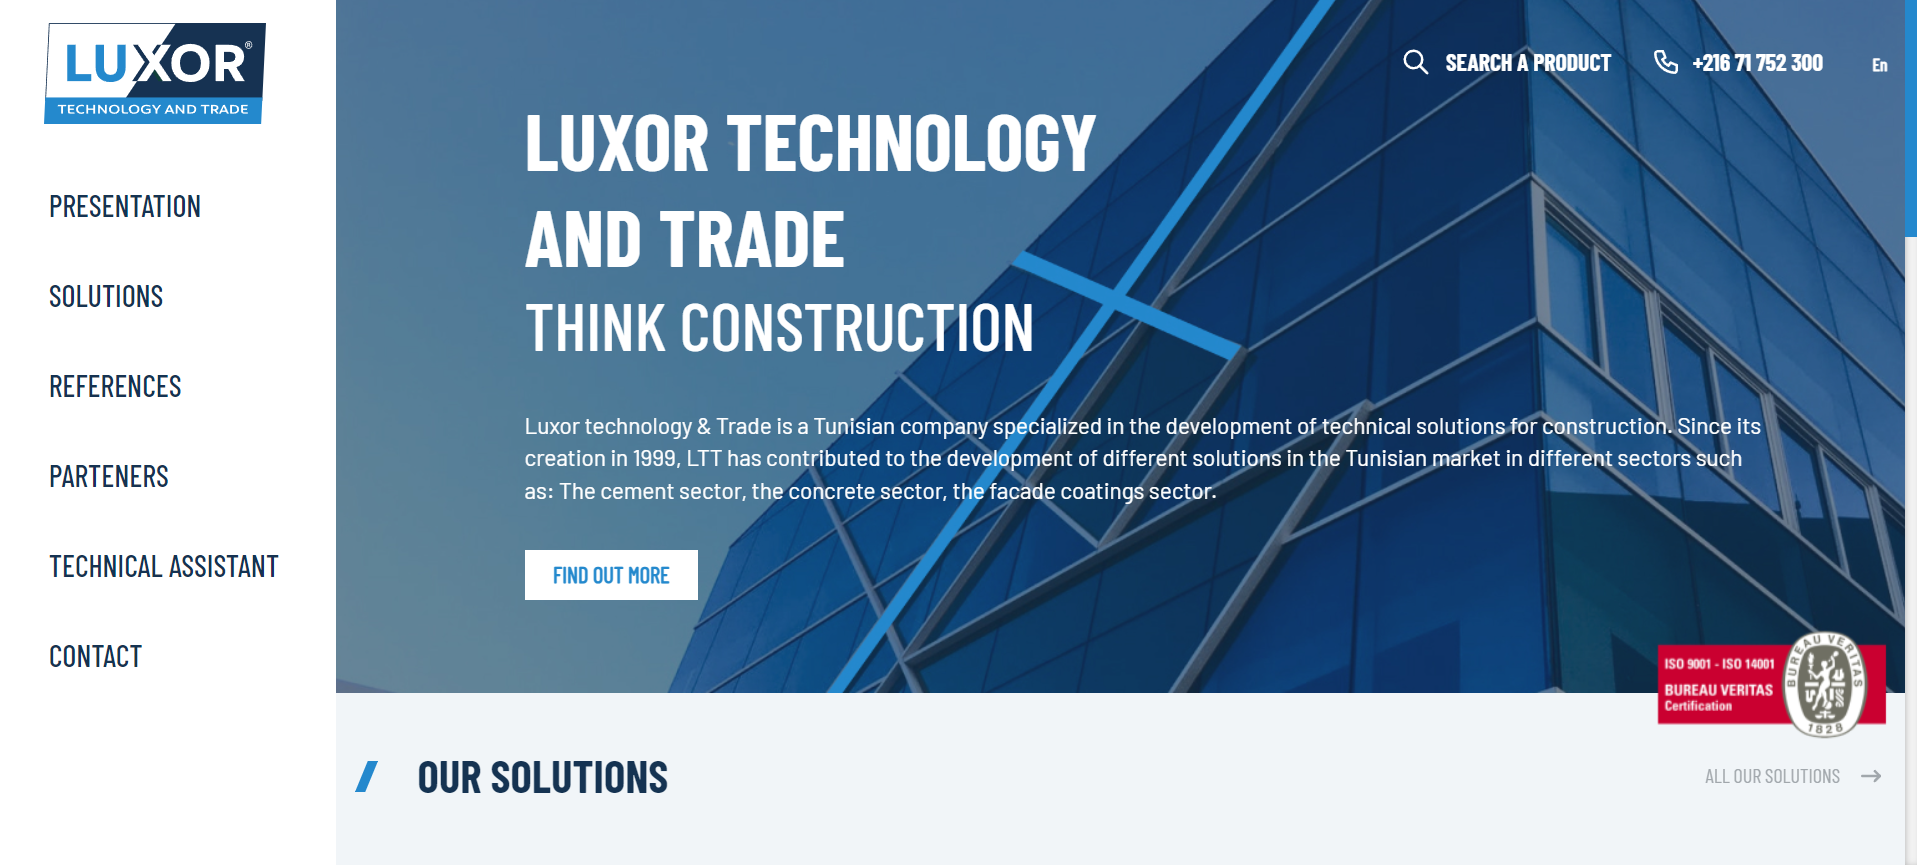 LUXOR®
TECHNOLOGY AND TRADE
PRESENTATION
SOLUTIONS
REFERENCES
PARTENERS
TECHNICAL ASSISTANT
CONTACT
SEARCH A PRODUCT
+216 71 752 300
En
LUXOR TECHNOLOGY
AND TRADE
THINK CONSTRUCTION
Luxor technology & Trade is a Tunisian company specialized in the development of technical solutions for construction. Since its
creation in 1999, LTT has contributed to the development of different solutions in the Tunisian market in different sectors such
as: The cement sector, the concrete sector, the facade coatings sector.
FIND OUT MORE
ISO 9001 - ISO 14001
BUREAU VERITAS
Certification
BUREAU VERITAS
1828
OUR SOLUTIONS
ALL OUR SOLUTIONS